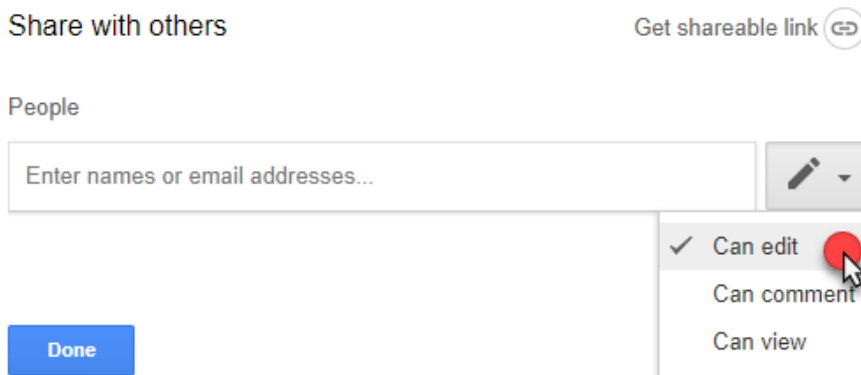 Share with others
Get shareable link
People
Enter names or email addresses...
Can edit
Can comment
Can view
Done